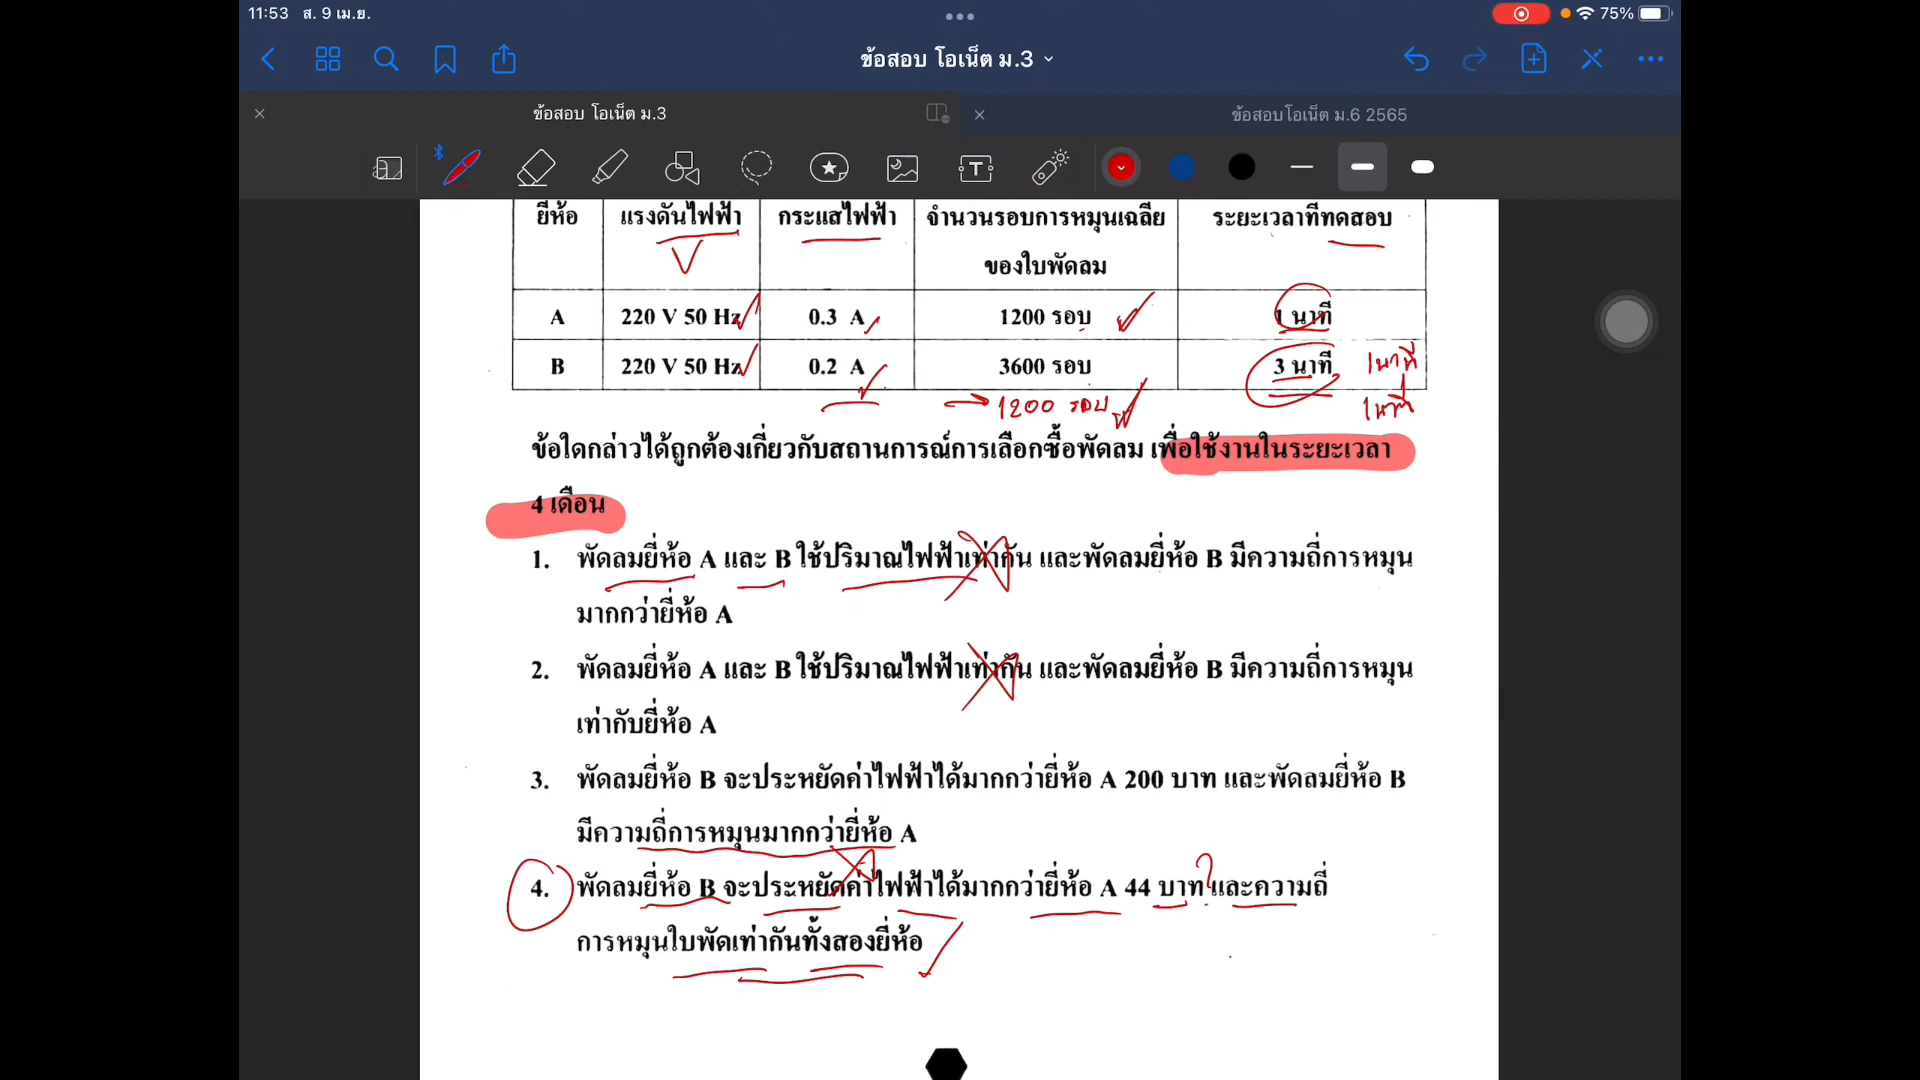 11:53 ส. 9 เม.ย.
75%
ข้อสอบ โอเน็ต ม.3
ข้อสอบ โอเน็ต ม.3
ข้อสอบโอเน็ต ม.6 2565
ยี่ห้อ แรงดันไฟฟ้า กระแสไฟฟ้า จำนวนรอบการหมุนเฉลี่ย ระยะเวลาที่ทดสอบ
V ของใบพัดลม
A 220 V 50 Hz 0.3 A 1200 รอบ 1 นาที
B 220 V 50 Hz 0.2 A 3600 รอบ 3 นาที 1 นาที
1200 รอบ 1 นาที
ข้อใดกล่าวได้ถูกต้องเกี่ยวกับสถานการณ์การเลือกซื้อพัดลม เพื่อใช้งานในระยะเวลา
4 เดือน
1. พัดลมยี่ห้อ A และ B ใช้ปริมาณไฟฟ้าเท่ากัน และพัดลมยี่ห้อ B มีความถี่การหมุน
มากกว่ายี่ห้อ A
2. พัดลมยี่ห้อ A และ B ใช้ปริมาณไฟฟ้าเท่ากัน และพัดลมยี่ห้อ B มีความถี่การหมุน
เท่ากับยี่ห้อ A
3. พัดลมยี่ห้อ B จะประหยัดค่าไฟฟ้าได้มากกว่ายี่ห้อ A 200 บาท และพัดลมยี่ห้อ B
มีความถี่การหมุนมากกว่ายี่ห้อ A
4. พัดลมยี่ห้อ B จะประหยัดค่าไฟฟ้าได้มากกว่ายี่ห้อ A 44 บาท ? และความถี่
การหมุนใบพัดเท่ากันทั้งสองยี่ห้อ